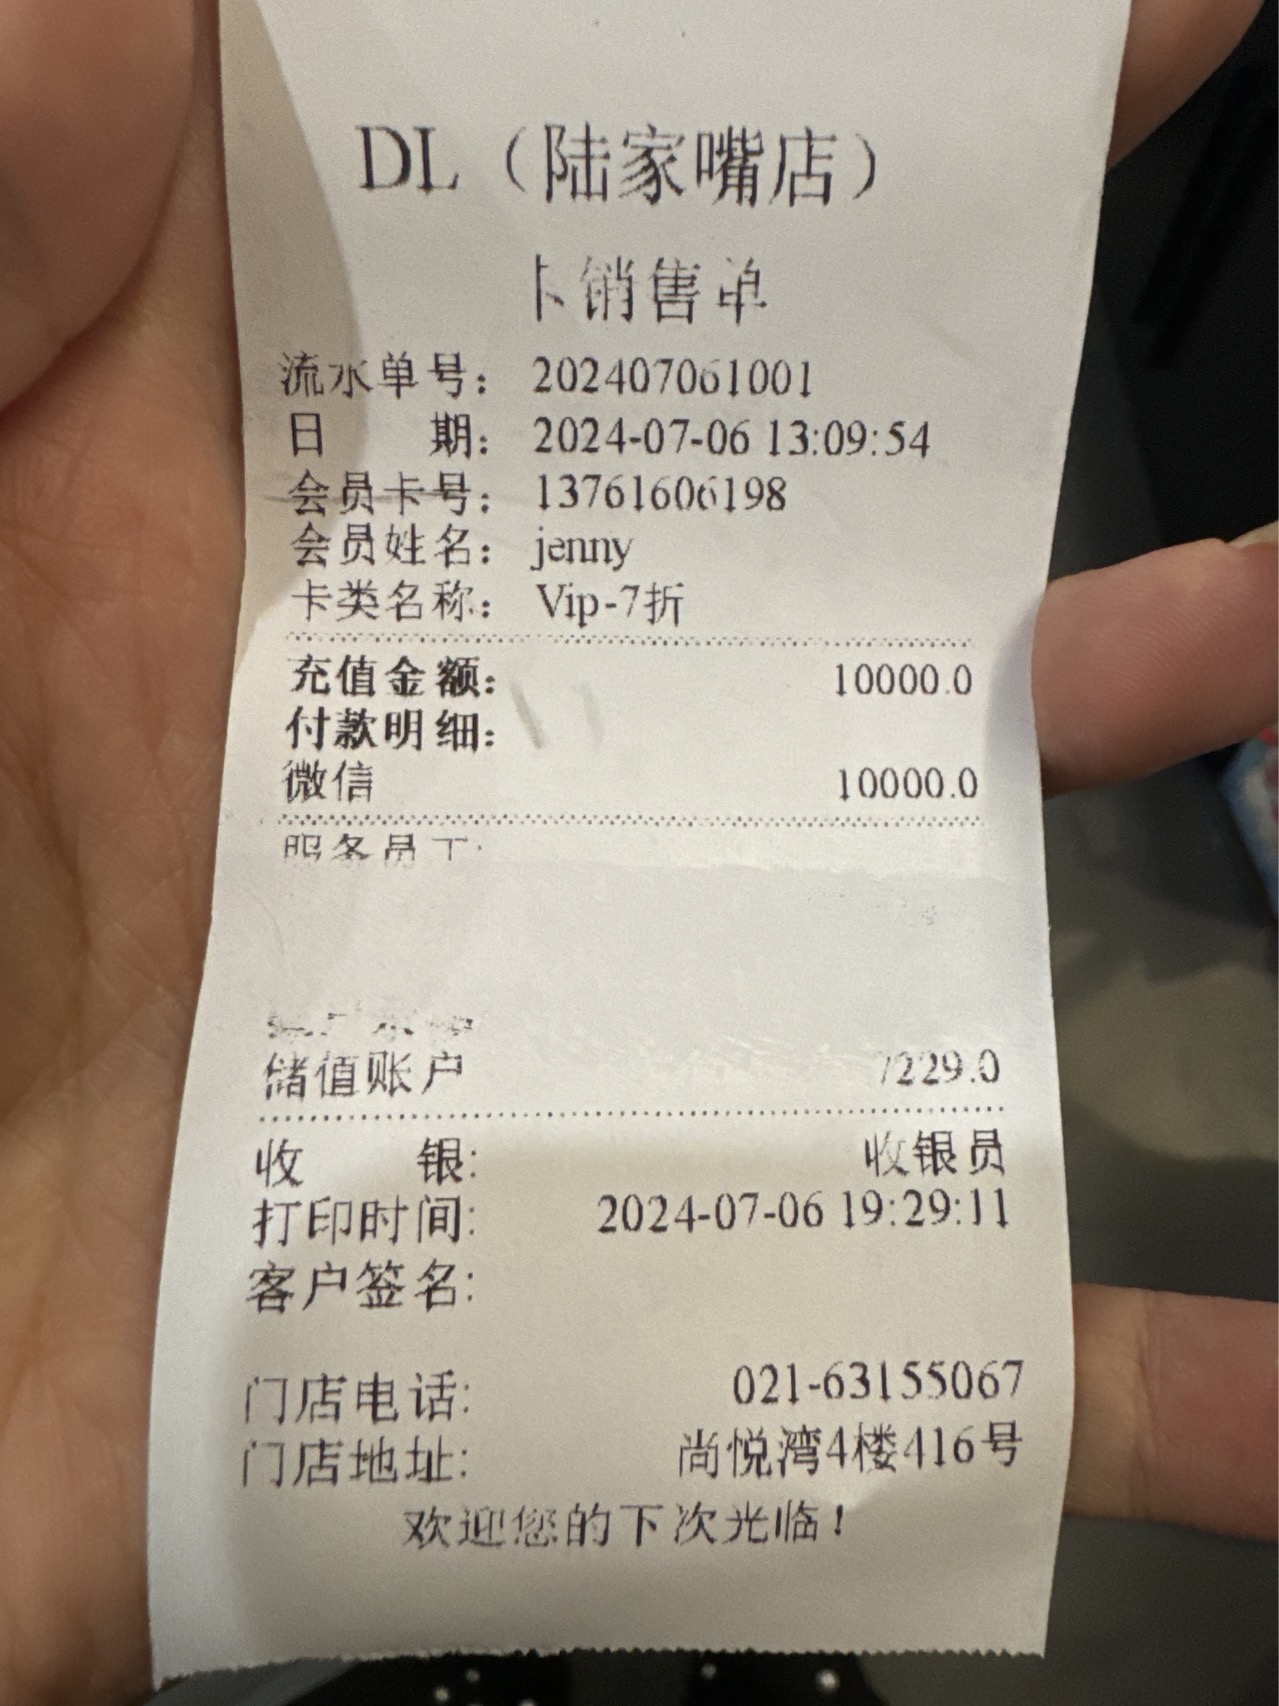 DL（陆家嘴店）
卡销售单
流水单号： 202407061001
日 期： 2024-07-06 13:09:54
会员卡号： 13761606198
会员姓名： jenny
卡类名称： Vip-7折
充值金额： 10000.0
付款明细：
微信 10000.0
服务员工:
储值账户 7229.0
收 银: 收银员
打印时间: 2024-07-06 19:29:11
客户签名:
门店电话: 021-63155067
门店地址: 尚悦湾4楼416号
欢迎您的下次光临！